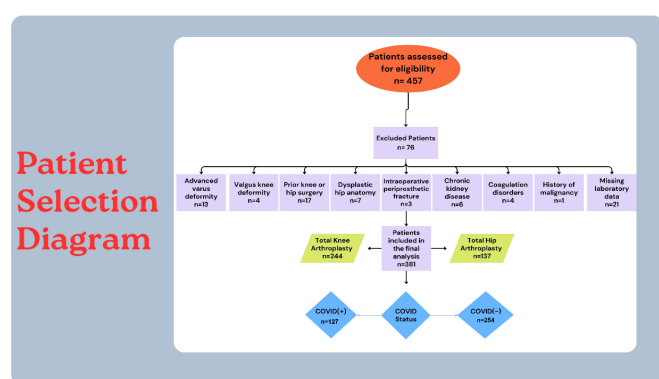 Patient
Selection
Diagram
Patients assessed
for eligibility
n= 457
Excluded Patients
n= 76
Advanced
varus
deformity
n=13
Valgus knee
deformity
n=4
Prior knee or
hip surgery
n=17
Dysplastic
hip anatomy
n=7
Intraoperative
periprosthetic
fracture
n=3
Chronic
kidney
disease
n=6
Coagulation
disorders
n=4
History of
malignancy
n=1
Missing
laboratory
data
n=21
Total Knee
Arthroplasty
n=244
Patients
included in
the final
analysis
n=381
Total Hip
Arthroplasty
n=137
COVID(+)
n=127
COVID
Status
COVID(-)
n=254